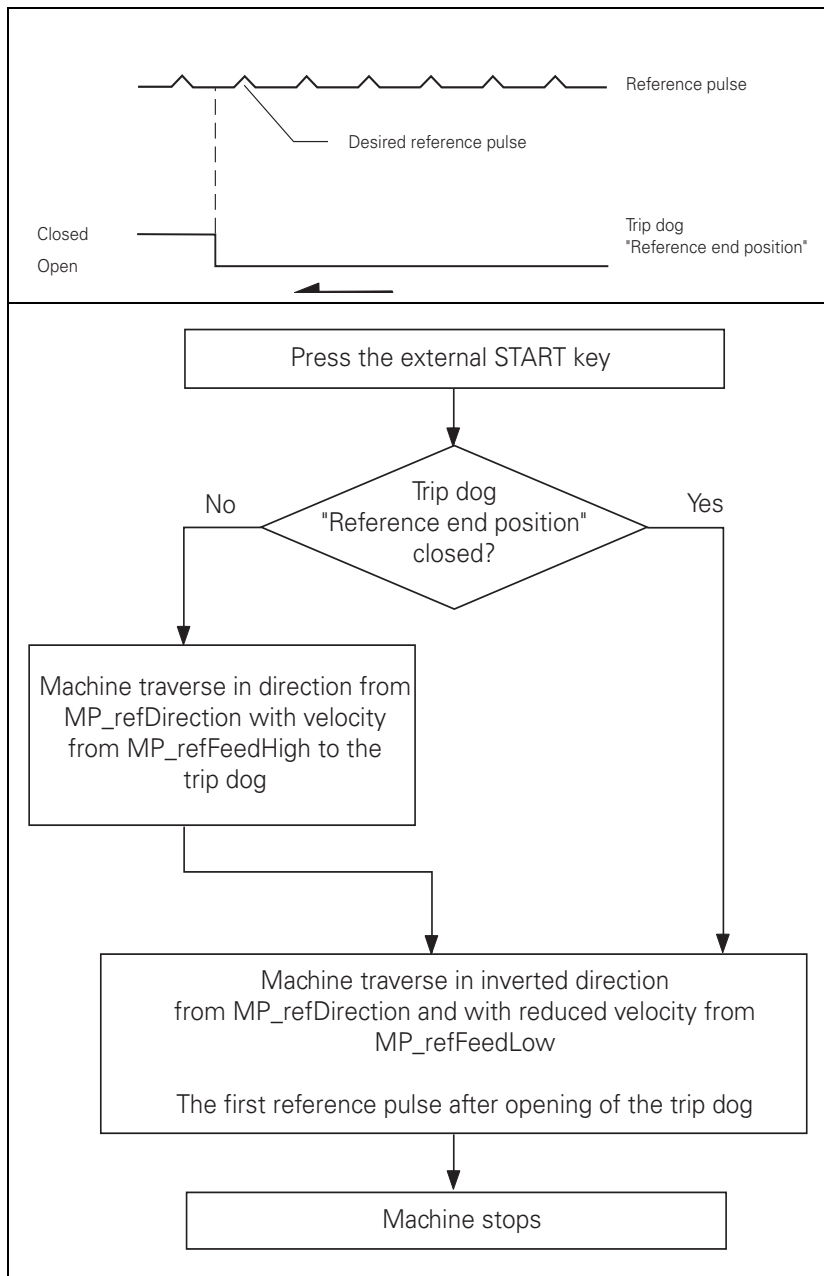 Reference pulse
Desired reference pulse
Closed
Open
Trip dog
"Reference end position"
Press the external START key
Trip dog
"Reference end position"
closed?
No
Yes
Machine traverse in direction from
MP_refDirection with velocity
from MP_refFeedHigh to the
trip dog
Machine traverse in inverted direction
from MP_refDirection and with reduced velocity from
MP_refFeedLow
The first reference pulse after opening of the trip dog
Machine stops